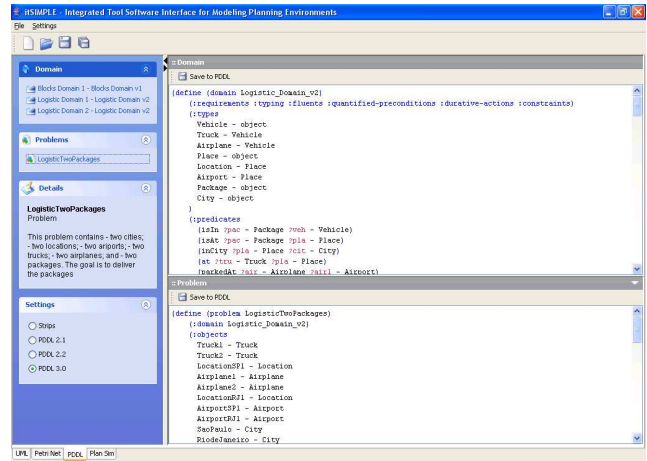 itSIMPLE - Integrated Tool Software Interface for Modeling Planning Environments
File Settings
Domain
Blocks Domain 1 - Blocks Domain v1
Logistic Domain 1 - Logistic Domain v2
Logistic Domain 2 - Logistic Domain v2
Problems
LogisticTwoPackages
Details
LogisticTwoPackages
Problem
This problem contains - two cities;
- two locations; - two ariports; - two
trucks; - two airplanes; and - two
packages. The goal is to deliver
the packages
Settings
Strips
PDDL 2.1
PDDL 2.2
PDDL 3.0
:: Domain
Save to PDDL
(define (domain Logistic_Domain_v2)
(:requirements :typing :fluents :quantified-preconditions :durative-actions :constraints)
(:types
Vehicle - object
Truck - Vehicle
Airplane - Vehicle
Place - object
Location - Place
Airport - Place
Package - object
City - object
)
(:predicates
(isIn ?pac - Package ?veh - Vehicle)
(isAt ?pac - Package ?pla - Place)
(inCity ?pla - Place ?cit - City)
(at ?tru - Truck ?pla - Place)
(parkedAt ?air - Airplane ?airl - Airport)
:: Problem
Save to PDDL
(define (problem LogisticTwoPackages)
(:domain Logistic_Domain_v2)
(:objects
Truck1 - Truck
Truck2 - Truck
LocationSP1 - Location
Airplane1 - Airplane
Airplane2 - Airplane
LocationRJ1 - Location
AirportSP1 - Airport
AirportRJ1 - Airport
SaoPaulo - City
RiodeJaneiro - City
UML Petri Net PDDL Plan Sim